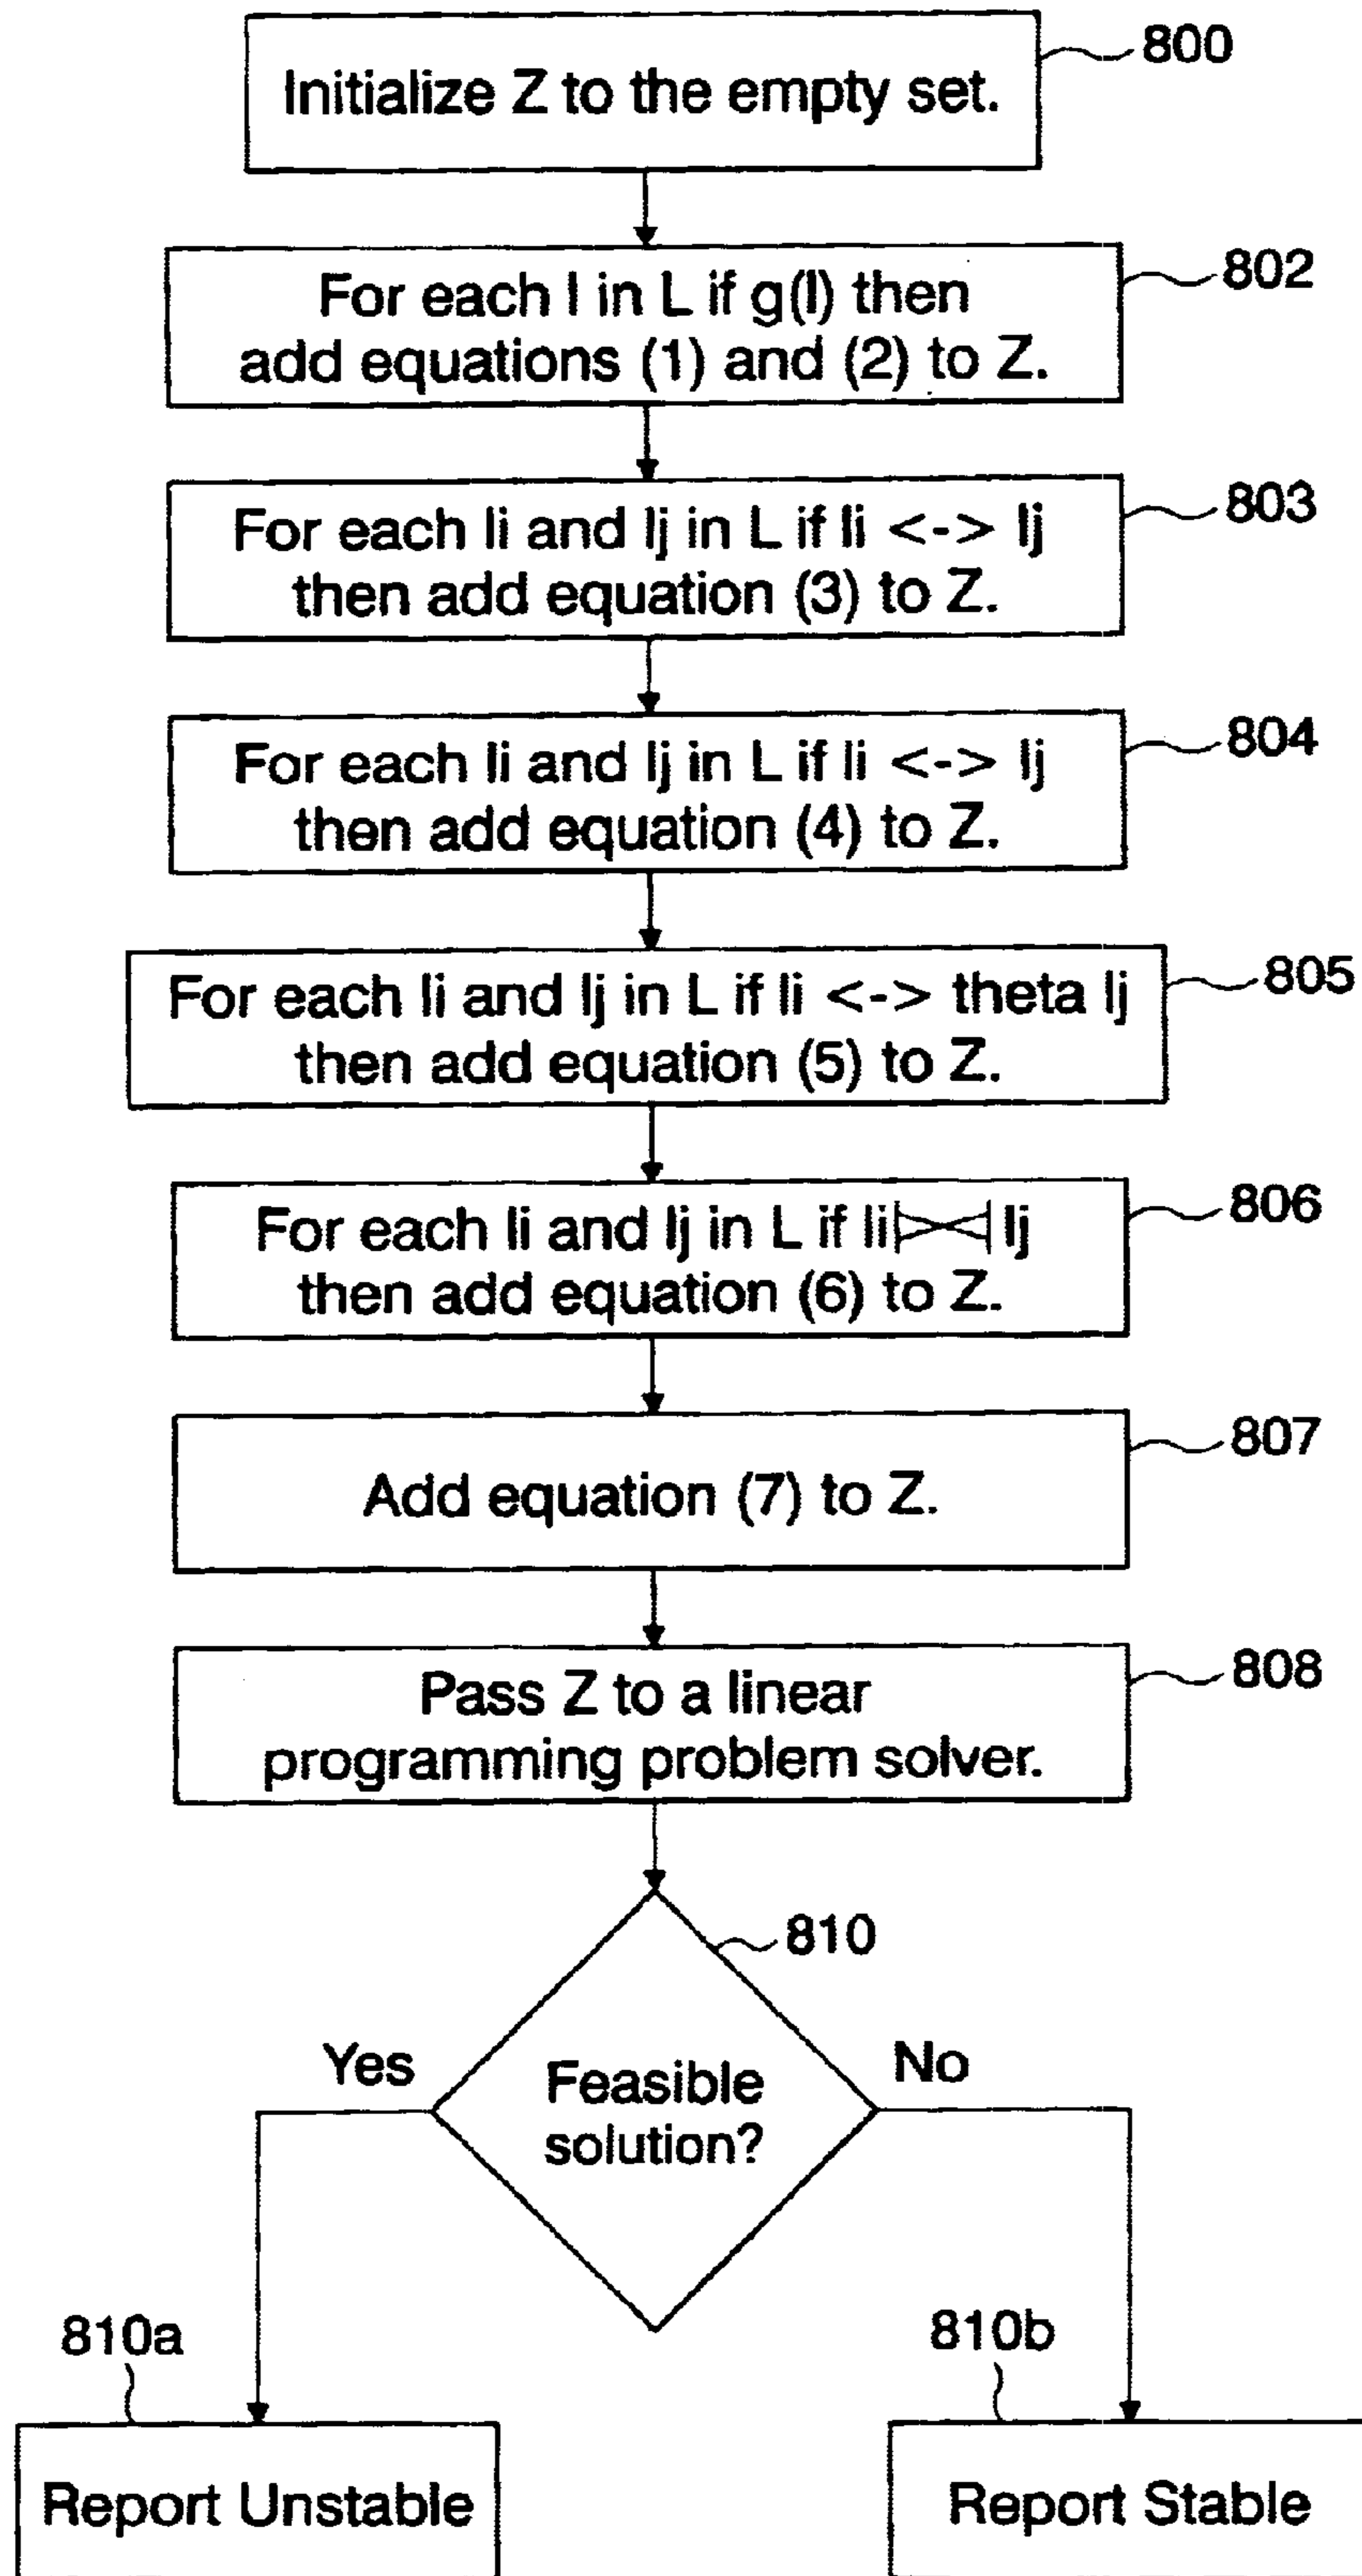 Initialize Z to the empty set.
800
For each l in L if g(l) then
add equations (1) and (2) to Z.
802
For each li and lj in L if li <-> lj
then add equation (3) to Z.
803
For each li and lj in L if li <-> lj
then add equation (4) to Z.
804
For each li and lj in L if li <-> theta lj
then add equation (5) to Z.
805
For each li and lj in L if li |⋈| lj
then add equation (6) to Z.
806
Add equation (7) to Z.
807
Pass Z to a linear
programming problem solver.
808
810
Yes
Feasible
solution?
No
810a
810b
Report Unstable
Report Stable